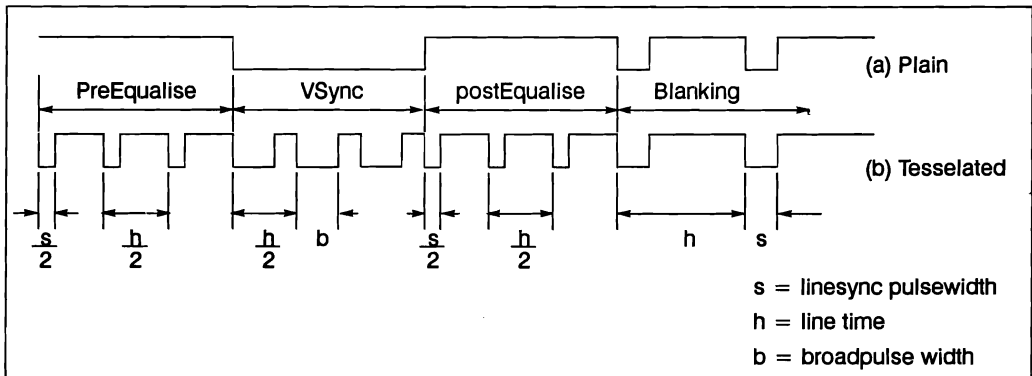 (a) Plain
PreEqualise VSync postEqualise Blanking
(b) Tesselated
s/2 h/2 h/2 b s/2 h/2 h s
s = linesync pulsewidth
h = line time
b = broadpulse width